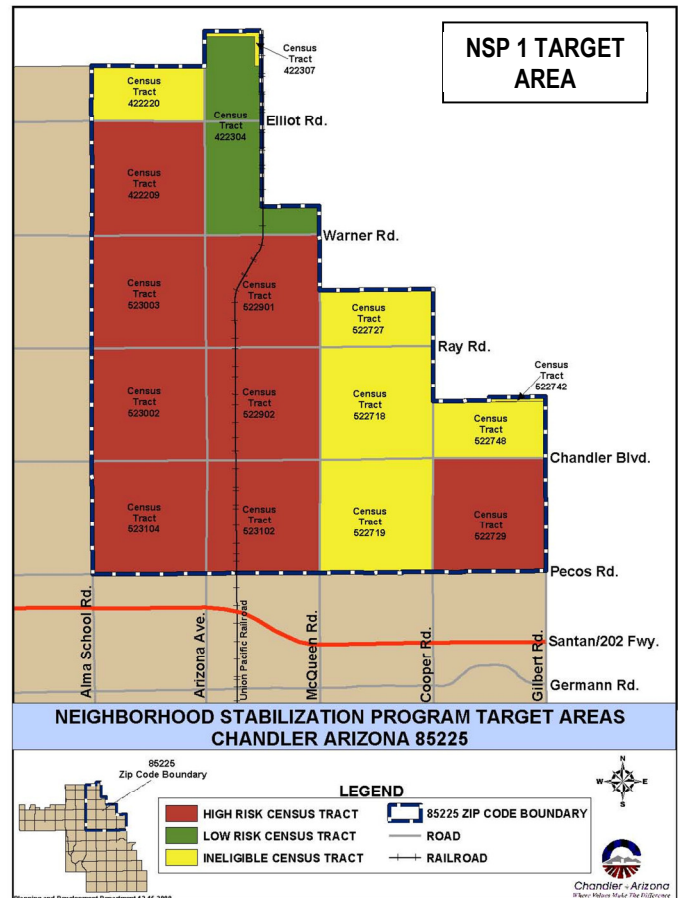 NSP 1 TARGET
AREA
Census
Tract
422307
Census
Tract
422220
Census
Tract
422304
Elliot Rd.
Census
Tract
422209
Warner Rd.
Census
Tract
523003
Census
Tract
522901
Census
Tract
522727
Ray Rd.
Census
Tract
522742
Census
Tract
523002
Census
Tract
522902
Census
Tract
522718
Census
Tract
522748
Chandler Blvd.
Census
Tract
523104
Census
Tract
523102
Census
Tract
522719
Census
Tract
522729
Pecos Rd.
Alma School Rd.
Arizona Ave.
Union Pacific Railroad
McQueen Rd.
Cooper Rd.
Gilbert Rd.
Santan/202 Fwy.
Germann Rd.
NEIGHBORHOOD STABILIZATION PROGRAM TARGET AREAS
CHANDLER ARIZONA 85225
85225
Zip Code Boundary
LEGEND
HIGH RISK CENSUS TRACT
LOW RISK CENSUS TRACT
INELIGIBLE CENSUS TRACT
85225 ZIP CODE BOUNDARY
ROAD
RAILROAD
N
W
E
S
Chandler Arizona
Where Values Make The Difference